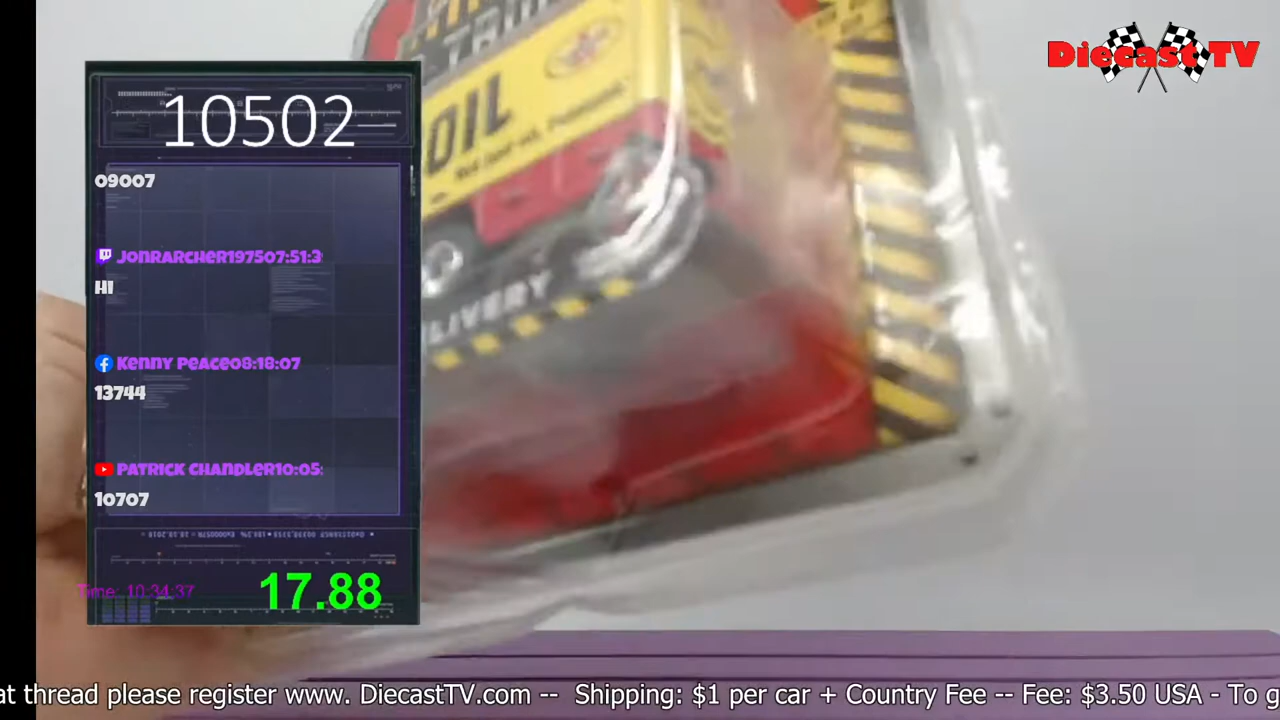 Diecast TV
10502
09007
JonRArcher197507:51:3
HI
Kenny Peace08:18:07
13744
Patrick Chandler10:05:
10707
Time: 10:34:37
17.88
OIL
LIVERY
at thread please register www. DiecastTV.com -- Shipping: $1 per car + Country Fee -- Fee: $3.50 USA - To g